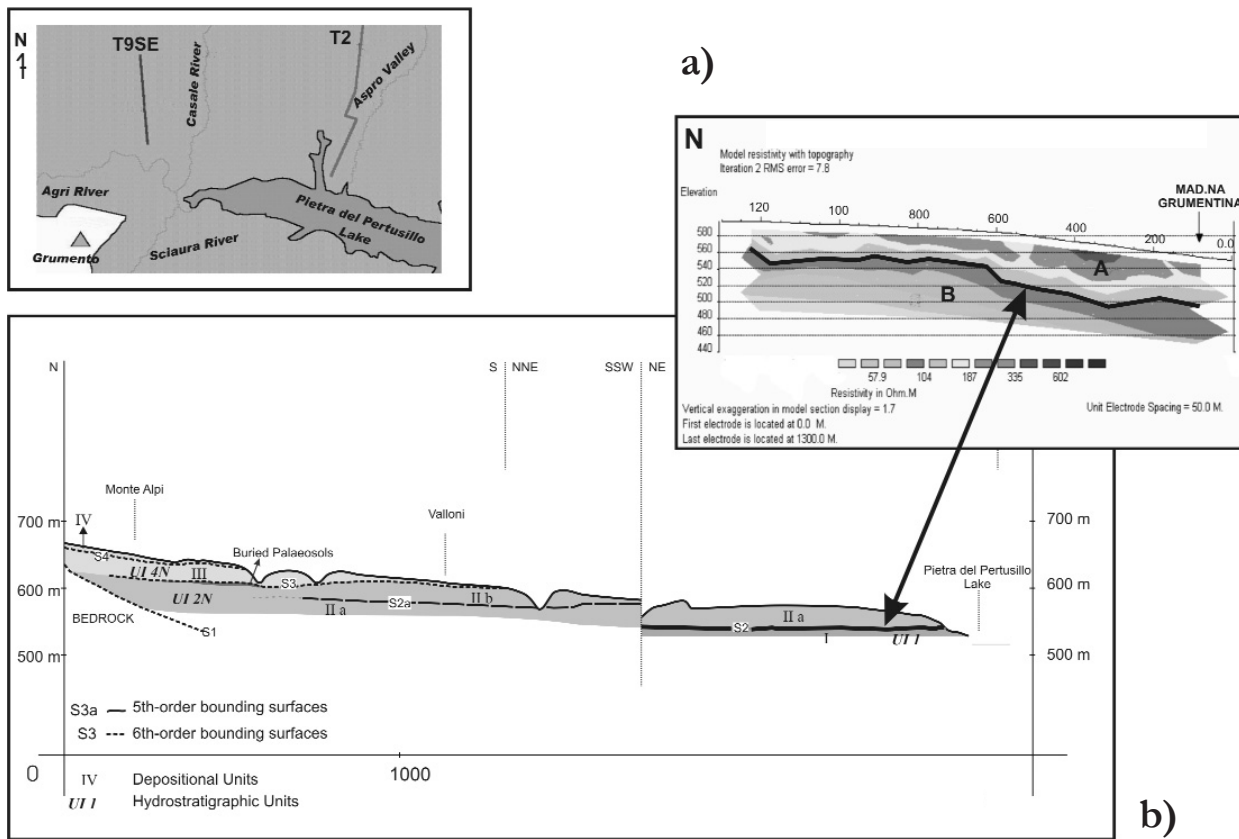 N
T9SE
T2
Casale River
Aspro Valley
Agri River
Pietra del Pertusillo
Lake
Sciaura River
Grumento
a)
N
Model resistivity with topography
Iteration 2 RMS error = 7.8
Elevation
MAD.NA
GRUMENTINA
120 100 800 600 400 200 0.0
580
560
540
520
500
480
460
440
A
B
57.9 104 187 335 602
Resistivity in Ohm.M
Vertical exaggeration in model section display = 1.7
Unit Electrode Spacing = 50.0 M.
First electrode is located at 0.0 M.
Last electrode is located at 1300.0 M.
N S NNE SSW NE
Monte Alpi
Valloni
700 m
IV
S4
UI 4N
III
Buried Palaeosols
S3
700 m
Pietra del Pertusillo
Lake
600 m
UI 2N
II a
S2a
II b
II a
600 m
BEDROCK
S1
S2
I
UI 1
500 m
500 m
S3a 5th-order bounding surfaces
S3 6th-order bounding surfaces
0 1000
IV Depositional Units
UI 1 Hydrostratigraphic Units
b)